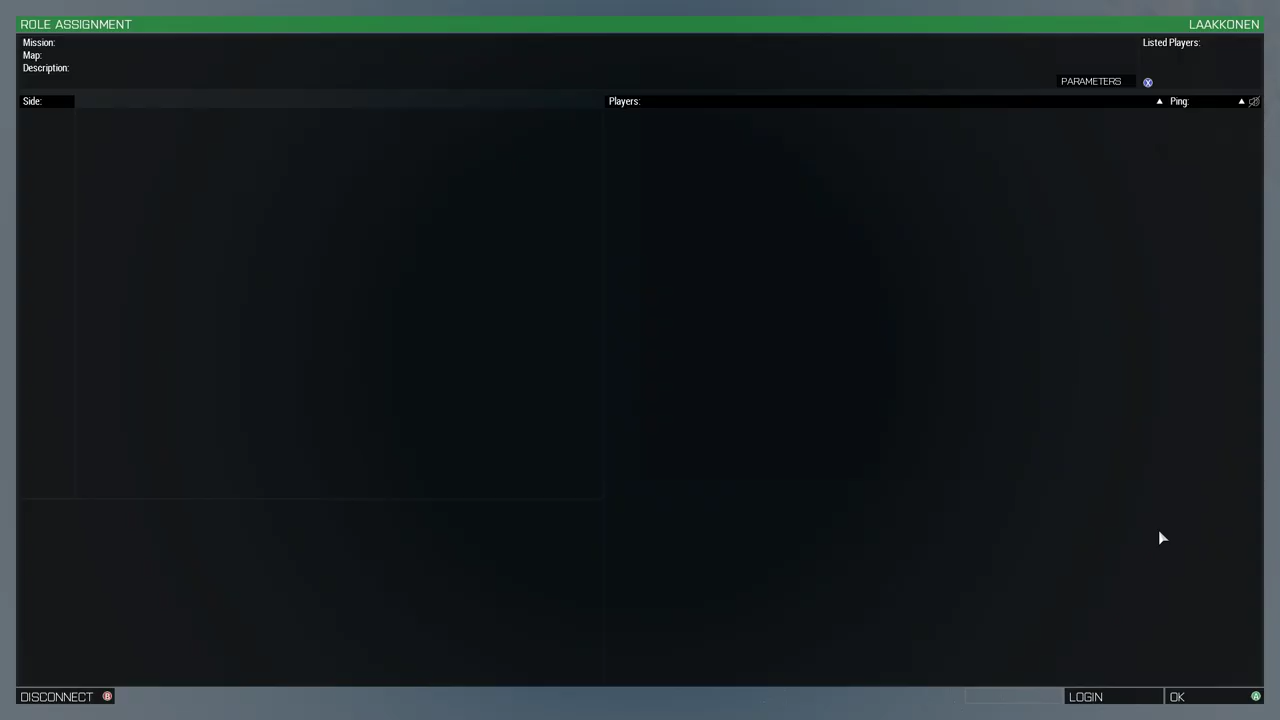 ROLE ASSIGNMENT LAAKKONEN
Mission: Listed Players:
Map:
Description:
PARAMETERS X
Side: Players: Ping:
DISCONNECT B LOGIN OK A